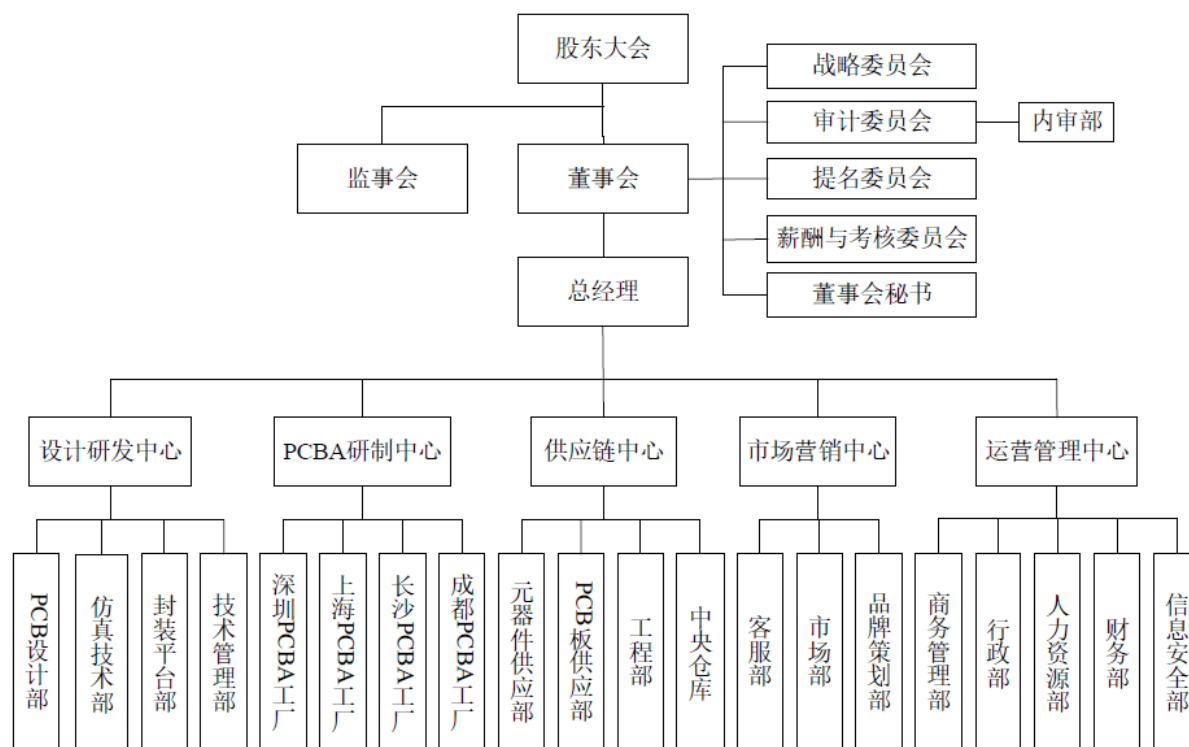 股东大会
战略委员会
审计委员会
内审部
监事会
董事会
提名委员会
薪酬与考核委员会
总经理
董事会秘书
设计研发中心
PCBA研制中心
供应链中心
市场营销中心
运营管理中心
PCB设计部
仿真技术部
封装平台部
技术管理部
深圳PCBA工厂
上海PCBA工厂
长沙PCBA工厂
成都PCBA工厂
元器件供应部
PCB板供应部
工程部
中央仓库
客服部
市场部
品牌策划部
商务管理部
行政部
人力资源部
财务部
信息安全部